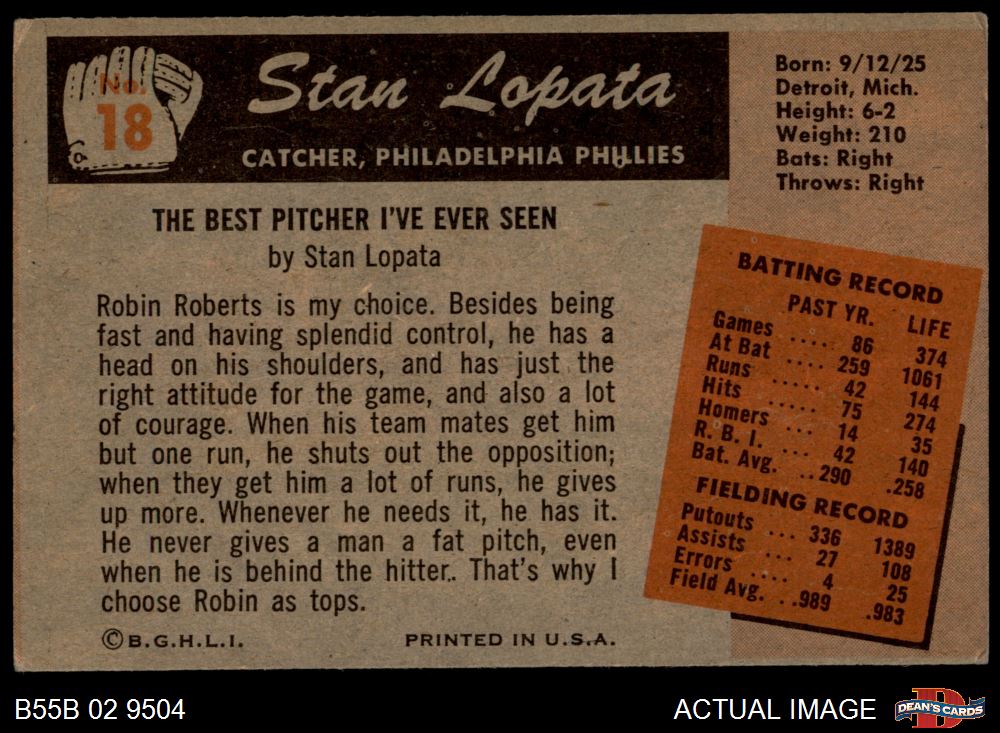 No.
18
Stan Lopata
CATCHER, PHILADELPHIA PHILLIES
Born: 9/12/25
Detroit, Mich.
Height: 6-2
Weight: 210
Bats: Right
Throws: Right
THE BEST PITCHER I'VE EVER SEEN
by Stan Lopata
Robin Roberts is my choice. Besides being
fast and having splendid control, he has a
head on his shoulders, and has just the
right attitude for the game, and also a lot
of courage. When his team mates get him
but one run, he shuts out the opposition;
when they get him a lot of runs, he gives
up more. Whenever he needs it, he has it.
He never gives a man a fat pitch, even
when he is behind the hitter.. That's why I
choose Robin as tops.
©B.G.H.L.I. PRINTED IN U.S.A.
BATTING RECORD
PAST YR. LIFE
Games .... 86 374
At Bat .... 259 1061
Runs ..... 42 144
Hits ..... 75 274
Homers ... 14 35
R. B. I. ... 42 140
Bat. Avg. ..290 .258
FIELDING RECORD
Putouts ... 336 1389
Assists ... 27 108
Errors .... 4 25
Field Avg. ..989 .983
B55B 02 9504
ACTUAL IMAGE
D
DEAN'S CARDS